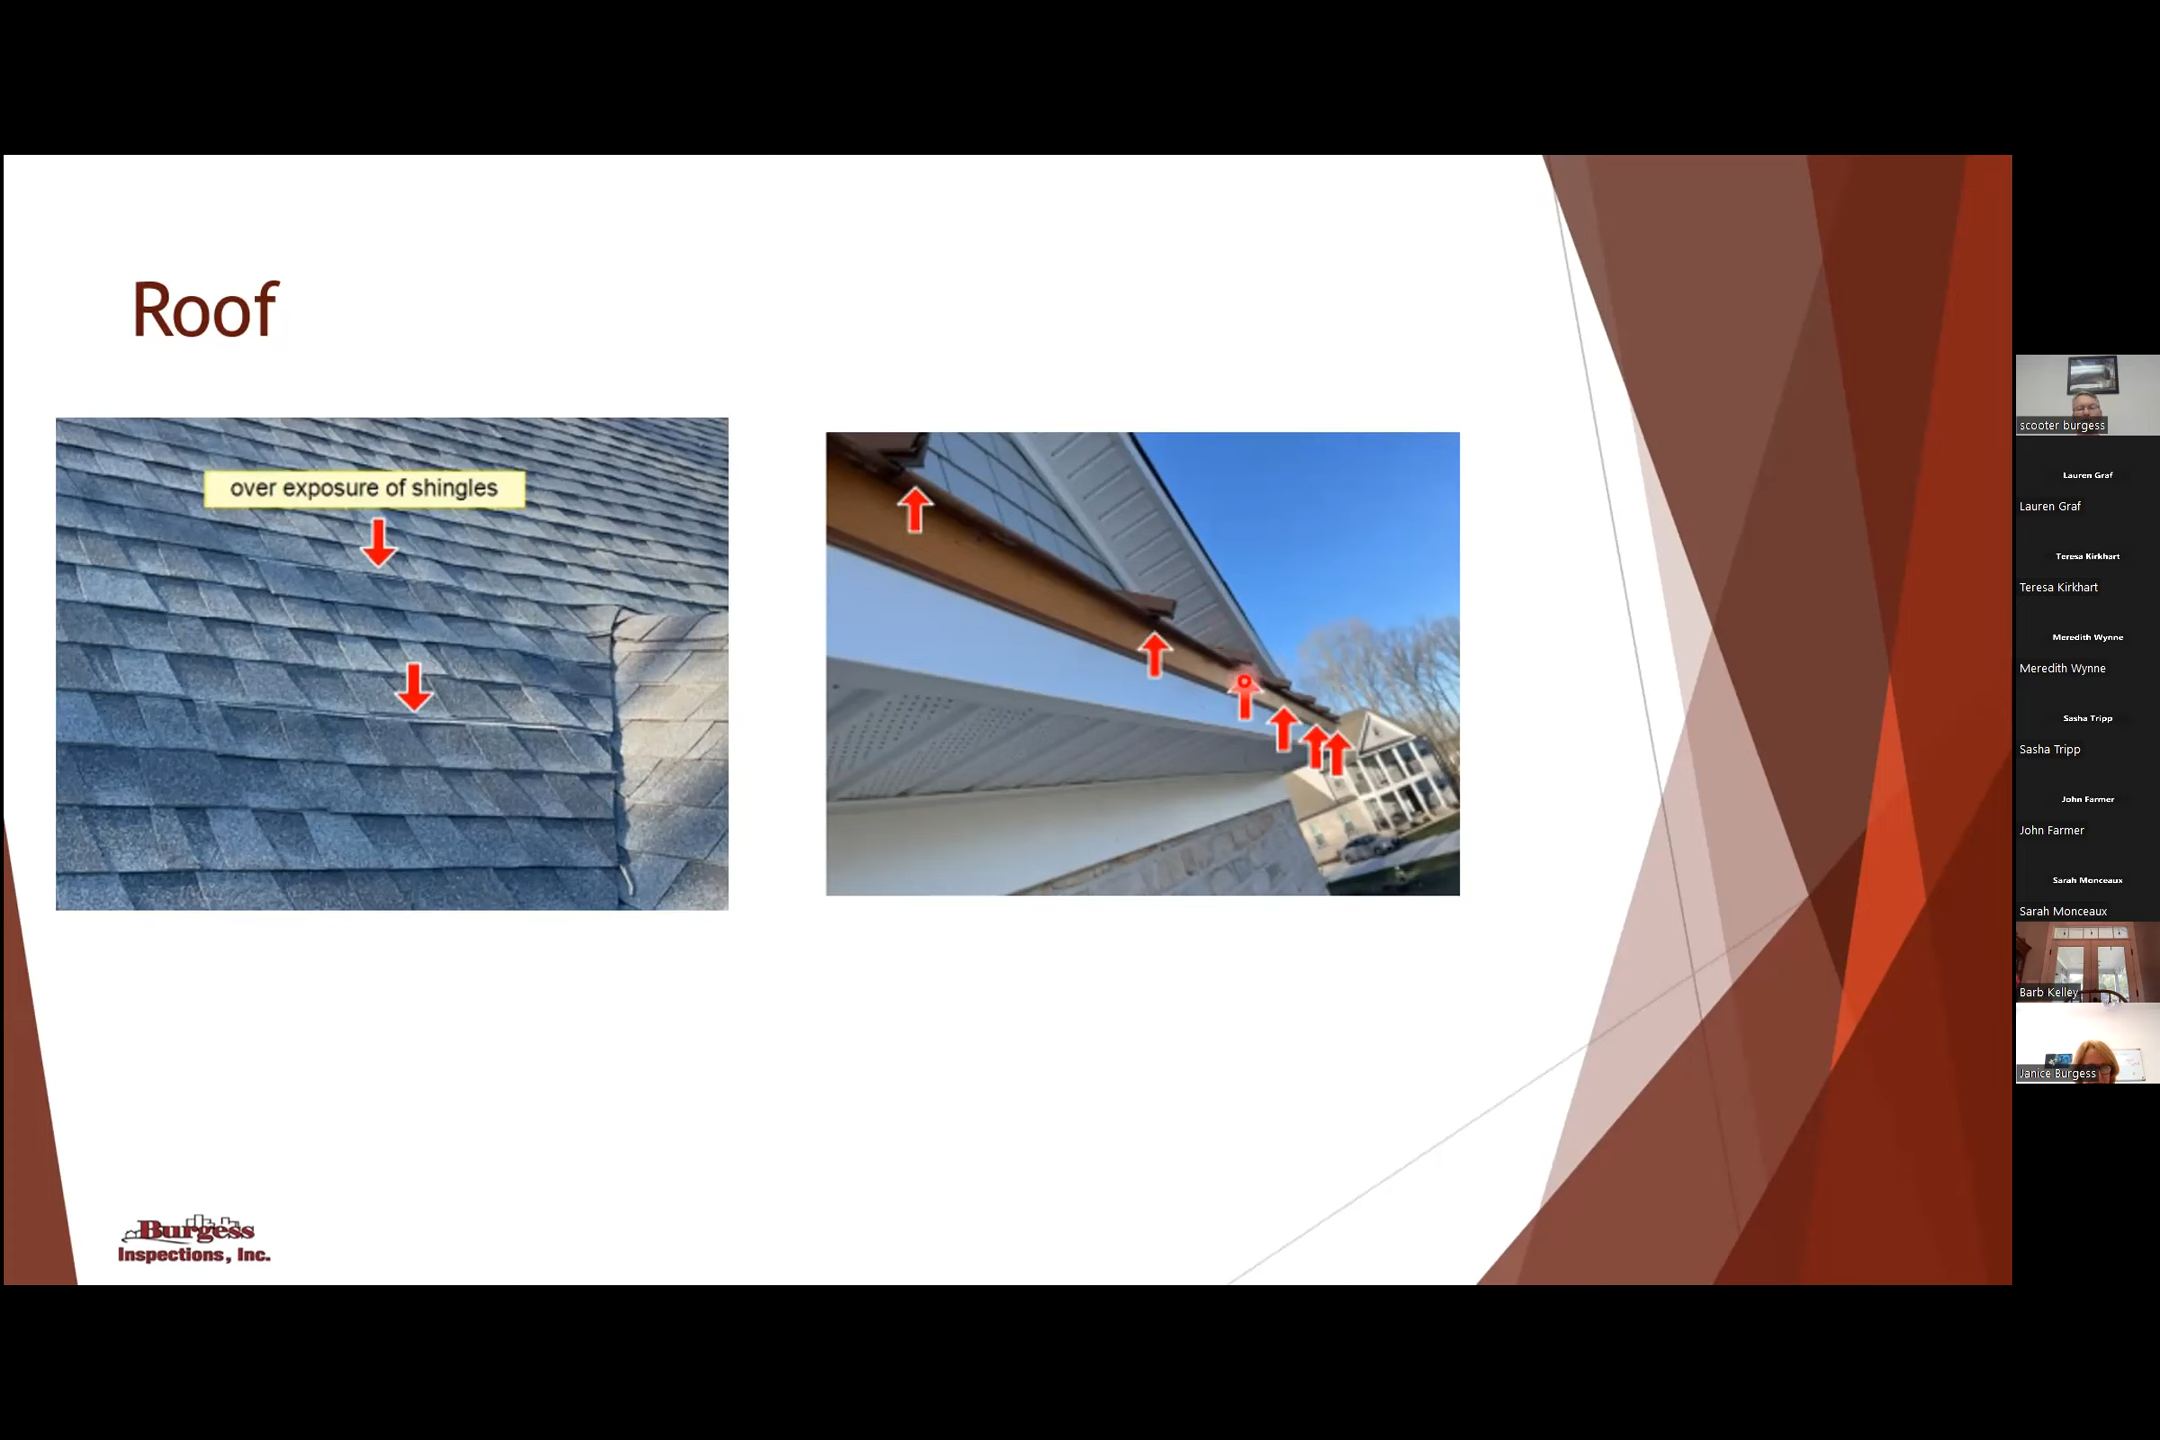 Roof
over exposure of shingles
Burgess
Inspections, Inc.
scooter burgess
Lauren Graf
Lauren Graf
Teresa Kirkhart
Teresa Kirkhart
Meredith Wynne
Meredith Wynne
Sasha Tripp
Sasha Tripp
John Farmer
John Farmer
Sarah Monceaux
Sarah Monceaux
Barb Kelley
Janice Burgess